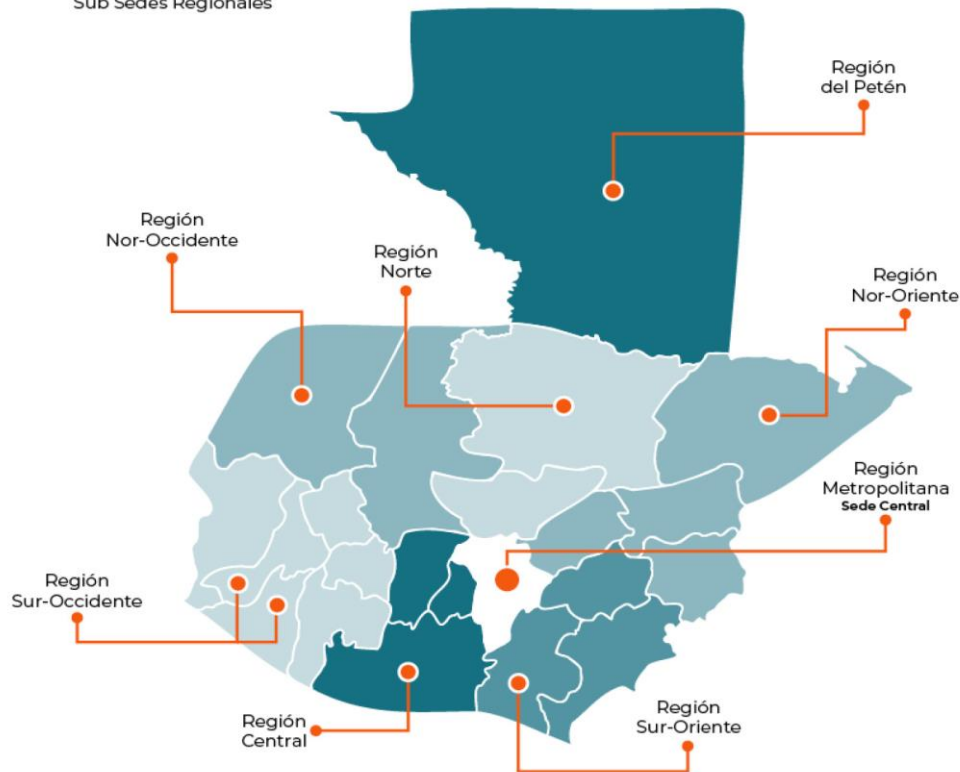 Sub Sedes Regionales
Región
del Petén
Región
Nor-Occidente
Región
Norte
Región
Nor-Oriente
Región
Metropolitana
Sede Central
Región
Sur-Occidente
Región
Central
Región
Sur-Oriente